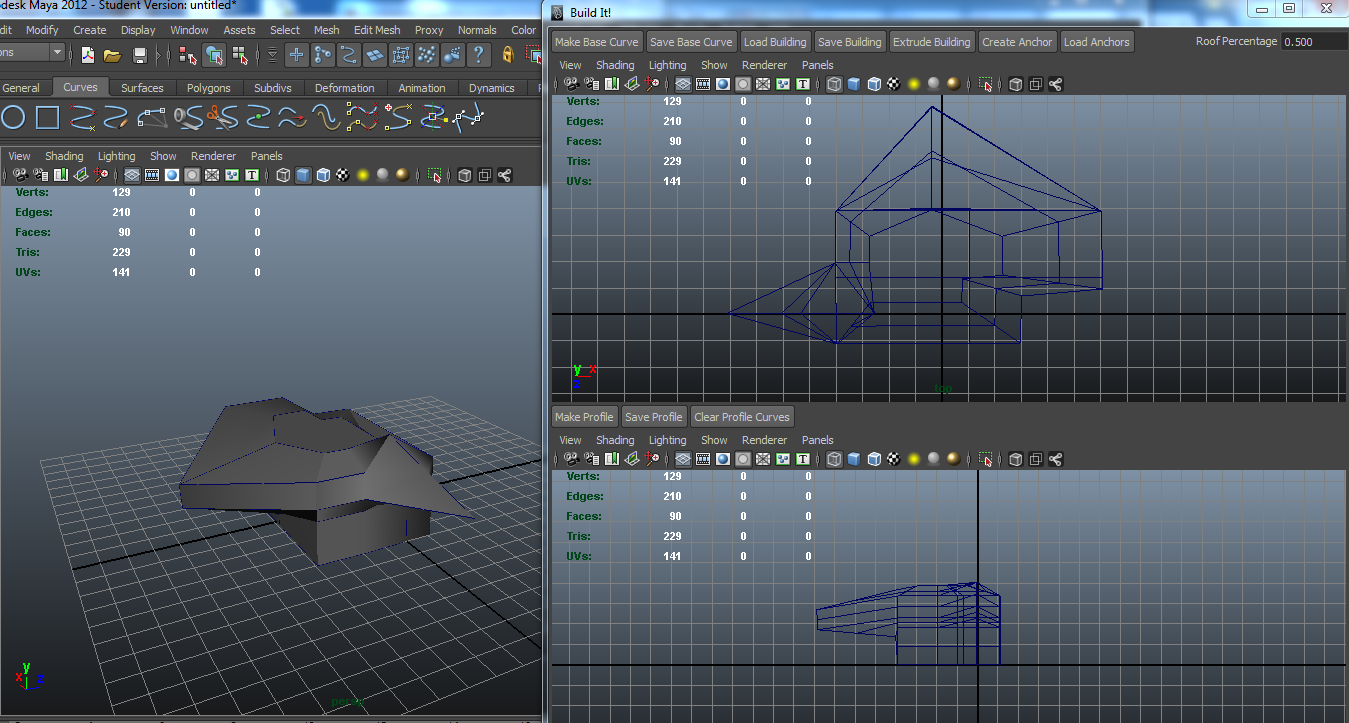 odesk Maya 2012 - Student Version: untitled*
dit Modify Create Display Window Assets Select Mesh Edit Mesh Proxy Normals Color
ons
General Curves Surfaces Polygons Subdivs Deformation Animation Dynamics
View Shading Lighting Show Renderer Panels
Verts: 129 0 0
Edges: 210 0 0
Faces: 90 0 0
Tris: 229 0 0
UVs: 141 0 0
y
x
z
persp
Build It!
Make Base Curve Save Base Curve Load Building Save Building Extrude Building Create Anchor Load Anchors Roof Percentage 0.500
View Shading Lighting Show Renderer Panels
Verts: 129 0 0
Edges: 210 0 0
Faces: 90 0 0
Tris: 229 0 0
UVs: 141 0 0
y x
z
top
Make Profile Save Profile Clear Profile Curves
View Shading Lighting Show Renderer Panels
Verts: 129 0 0
Edges: 210 0 0
Faces: 90 0 0
Tris: 229 0 0
UVs: 141 0 0